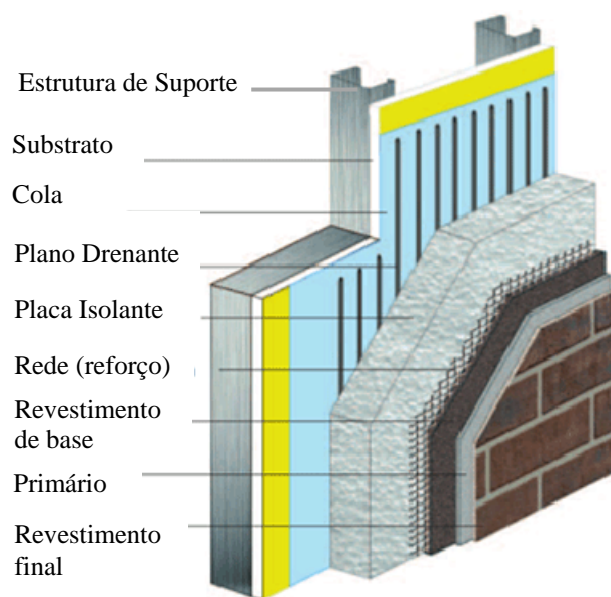 Estrutura de Suporte
Substrato
Cola
Plano Drenante
Placa Isolante
Rede (reforço)
Revestimento
de base
Primário
Revestimento
final